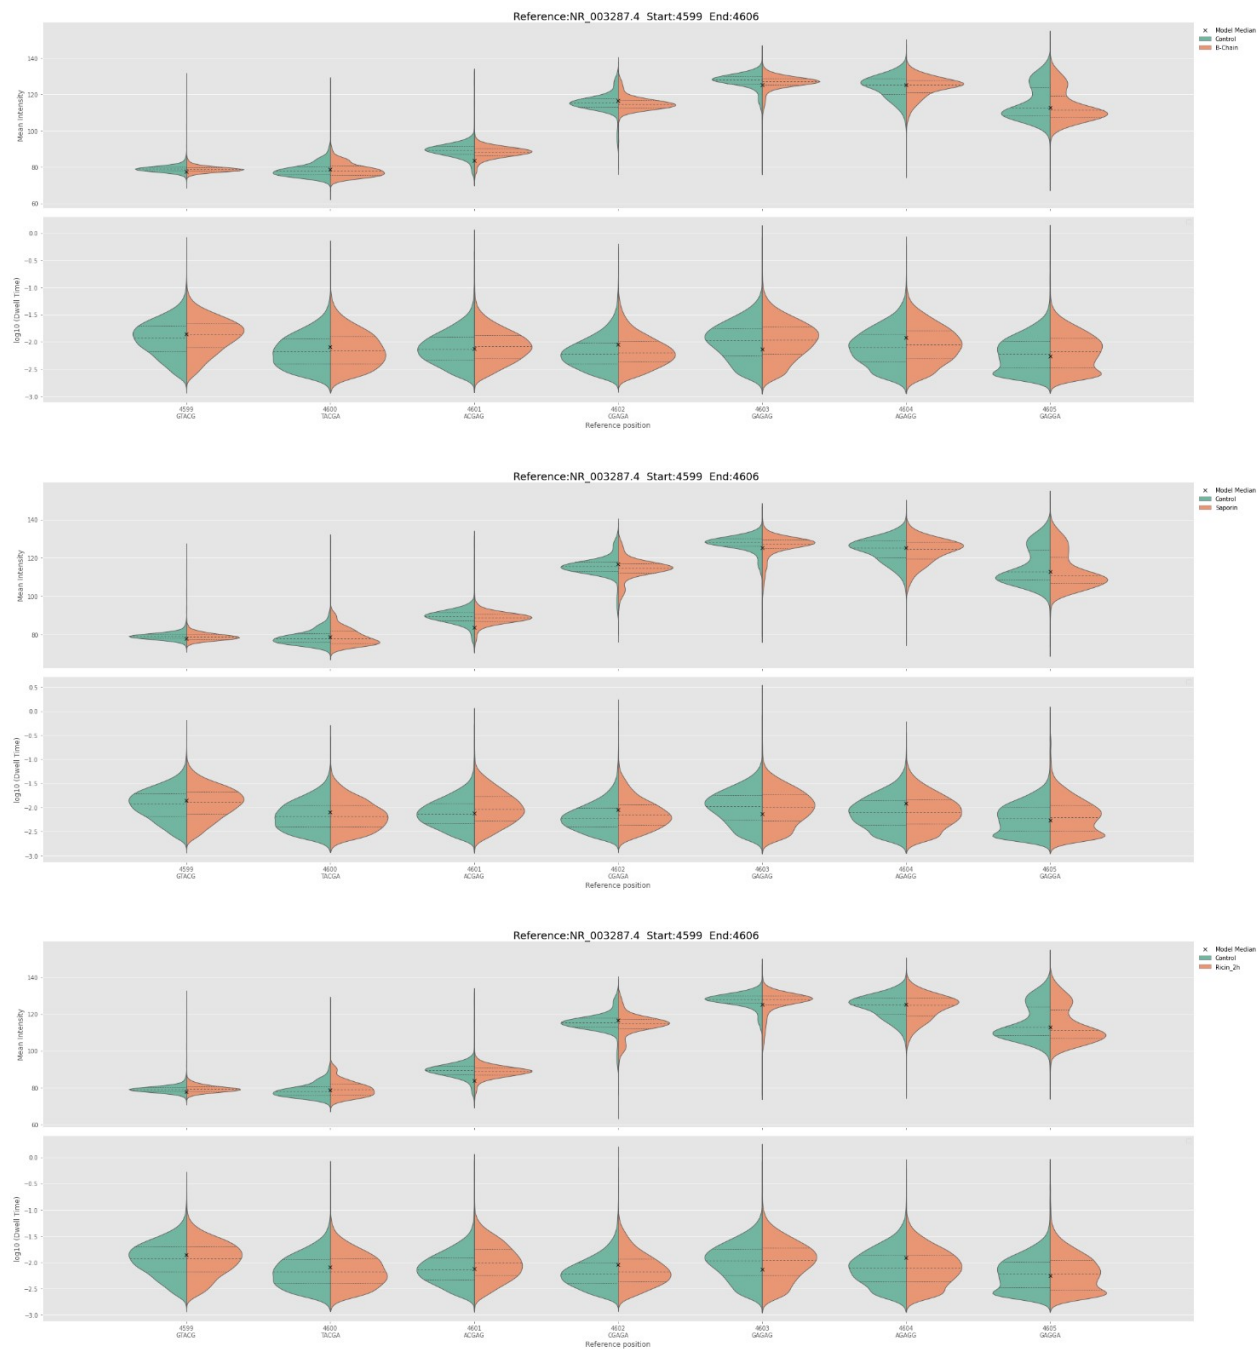 Reference:NR_003287.4 Start:4599 End:4606
Model Median
Control
B-Chain
Mean Intensity
140
120
100
80
60
log10 (Dwell Time)
0.0
−0.5
−1.0
−1.5
−2.0
−2.5
−3.0
4599 4600 4601 4602 4603 4604 4605
GTACG TACGA ACGAG CGAGA GAGAG AGAGG GAGGA
Reference position
Reference:NR_003287.4 Start:4599 End:4606
Model Median
Control
Saporin
Mean Intensity
140
120
100
80
log10 (Dwell Time)
0.5
0.0
−0.5
−1.0
−1.5
−2.0
−2.5
−3.0
4599 4600 4601 4602 4603 4604 4605
GTACG TACGA ACGAG CGAGA GAGAG AGAGG GAGGA
Reference position
Reference:NR_003287.4 Start:4599 End:4606
Model Median
Control
Ricin_2h
Mean Intensity
140
120
100
80
60
log10 (Dwell Time)
0.0
−0.5
−1.0
−1.5
−2.0
−2.5
−3.0
4599 4600 4601 4602 4603 4604 4605
GTACG TACGA ACGAG CGAGA GAGAG AGAGG GAGGA
Reference position